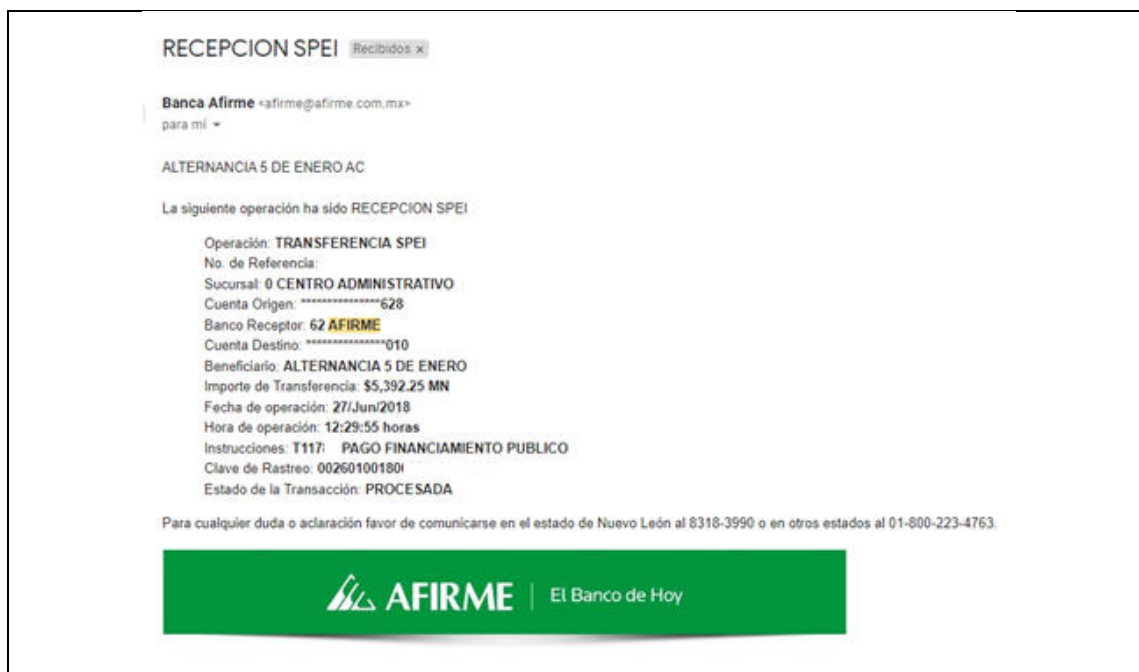 RECEPCION SPEI Recibidos x
Banca Afirme <afirme@afirme.com.mx>
para mí
ALTERNANCIA 5 DE ENERO AC
La siguiente operación ha sido RECEPCION SPEI
Operación: TRANSFERENCIA SPEI
No. de Referencia:
Sucursal: 0 CENTRO ADMINISTRATIVO
Cuenta Origen: ****************628
Banco Receptor: 62 AFIRME
Cuenta Destino: ****************010
Beneficiario: ALTERNANCIA 5 DE ENERO
Importe de Transferencia: $5,392.25 MN
Fecha de operación: 27/Jun/2018
Hora de operación: 12:29:55 horas
Instrucciones: T117 PAGO FINANCIAMIENTO PUBLICO
Clave de Rastreo: 00260100180
Estado de la Transacción: PROCESADA
Para cualquier duda o aclaración favor de comunicarse en el estado de Nuevo León al 8318-3990 o en otros estados al 01-800-223-4763.
AFIRME | El Banco de Hoy